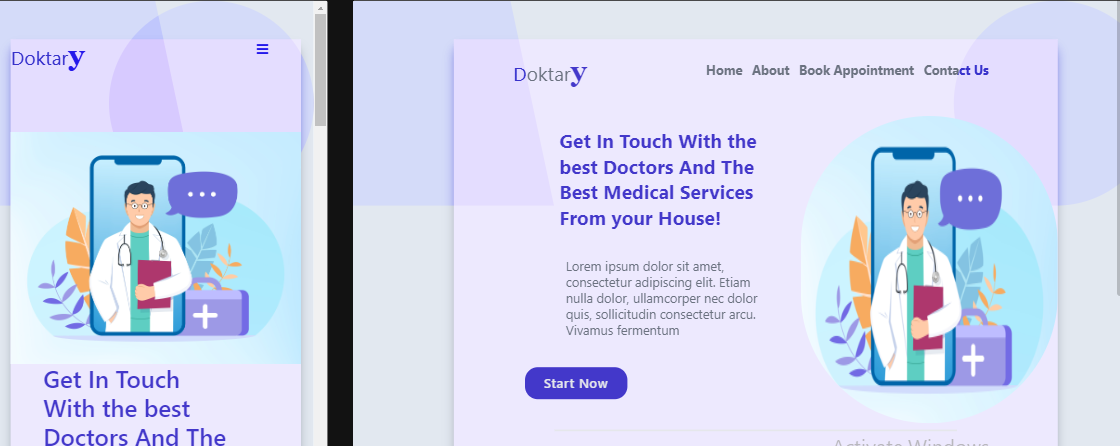 Doktary
Get In Touch
With the best
Doctors And The
Doktary
Home About Book Appointment Contact Us
Get In Touch With the
best Doctors And The
Best Medical Services
From your House!
Lorem ipsum dolor sit amet,
consectetur adipiscing elit. Etiam
nulla dolor, ullamcorper nec dolor
quis, sollicitudin consectetur arcu.
Vivamus fermentum
Start Now
Activate Windows